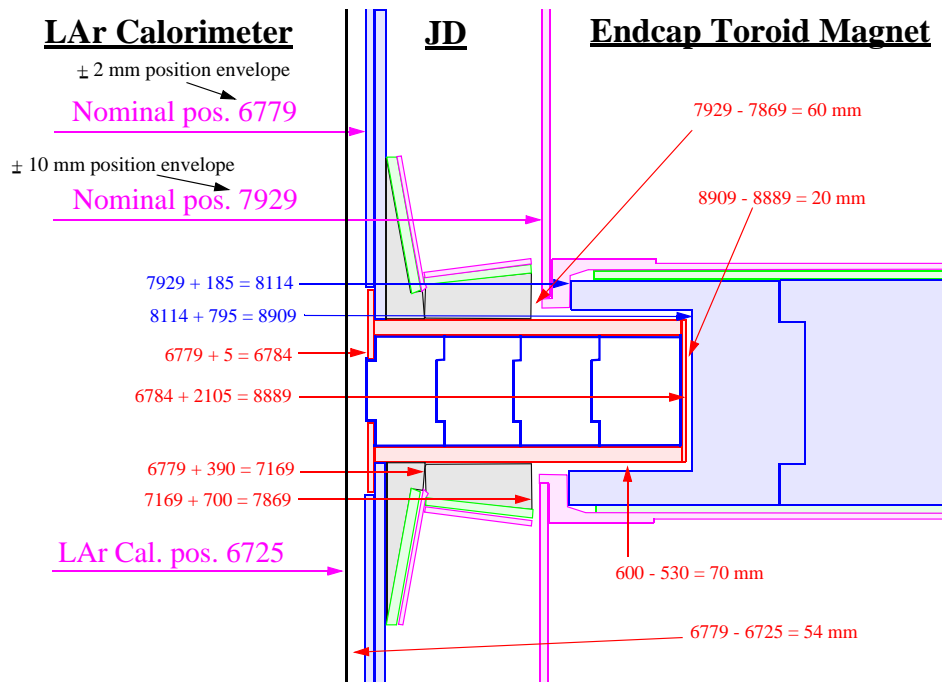 LAr Calorimeter
JD
Endcap Toroid Magnet
± 2 mm position envelope
Nominal pos. 6779
7929 - 7869 = 60 mm
± 10 mm position envelope
Nominal pos. 7929
8909 - 8889 = 20 mm
7929 + 185 = 8114
8114 + 795 = 8909
6779 + 5 = 6784
6784 + 2105 = 8889
6779 + 390 = 7169
7169 + 700 = 7869
LAr Cal. pos. 6725
600 - 530 = 70 mm
6779 - 6725 = 54 mm